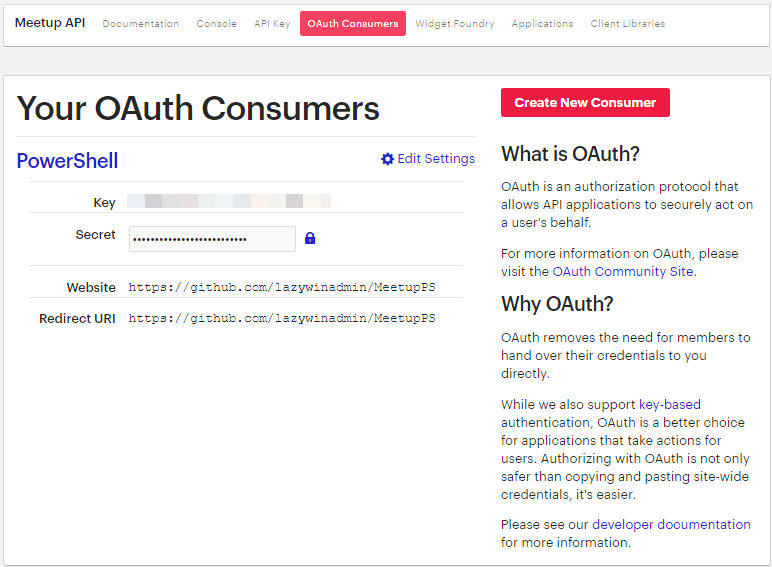 Meetup API Documentation Console API Key OAuth Consumers Widget Foundry Applications Client Libraries
Your OAuth Consumers
PowerShell Edit Settings
Key
Secret ••••••••••••••••••••••••••
Website https://github.com/lazywinadmin/MeetupPS
Redirect URI https://github.com/lazywinadmin/MeetupPS
Create New Consumer
What is OAuth?
OAuth is an authorization protocol that
allows API applications to securely act on
a user's behalf.
For more information on OAuth, please
visit the OAuth Community Site.
Why OAuth?
OAuth removes the need for members to
hand over their credentials to you
directly.
While we also support key-based
authentication, OAuth is a better choice
for applications that take actions for
users. Authorizing with OAuth is not only
safer than copying and pasting site-wide
credentials, it's easier.
Please see our developer documentation
for more information.